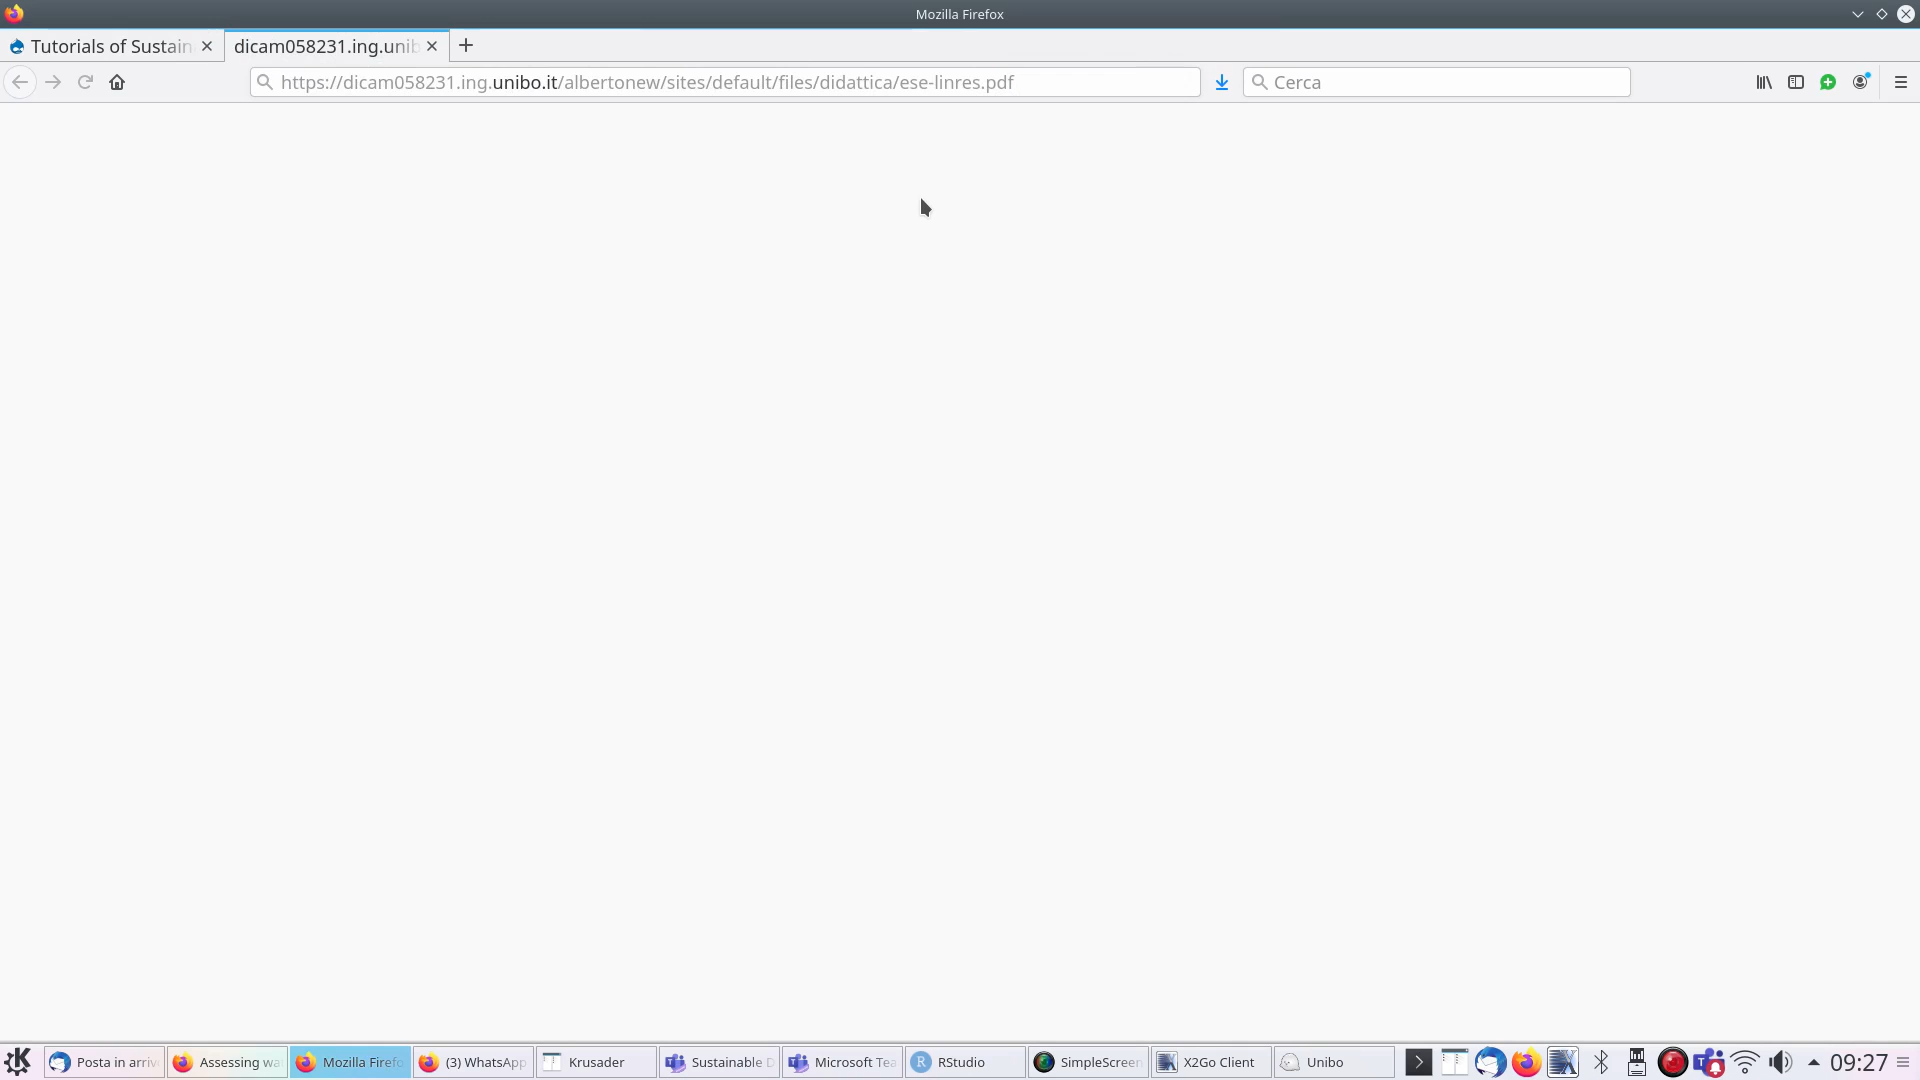 Mozilla Firefox
Tutorials of Sustain
dicam058231.ing.unib
https://dicam058231.ing.unibo.it/albertonew/sites/default/files/didattica/ese-linres.pdf
Cerca
Posta in arriv
Assessing wa
Mozilla Firefo
(3) WhatsApp
Krusader
Sustainable D
Microsoft Tea
RStudio
SimpleScreen
X2Go Client
Unibo
09:27